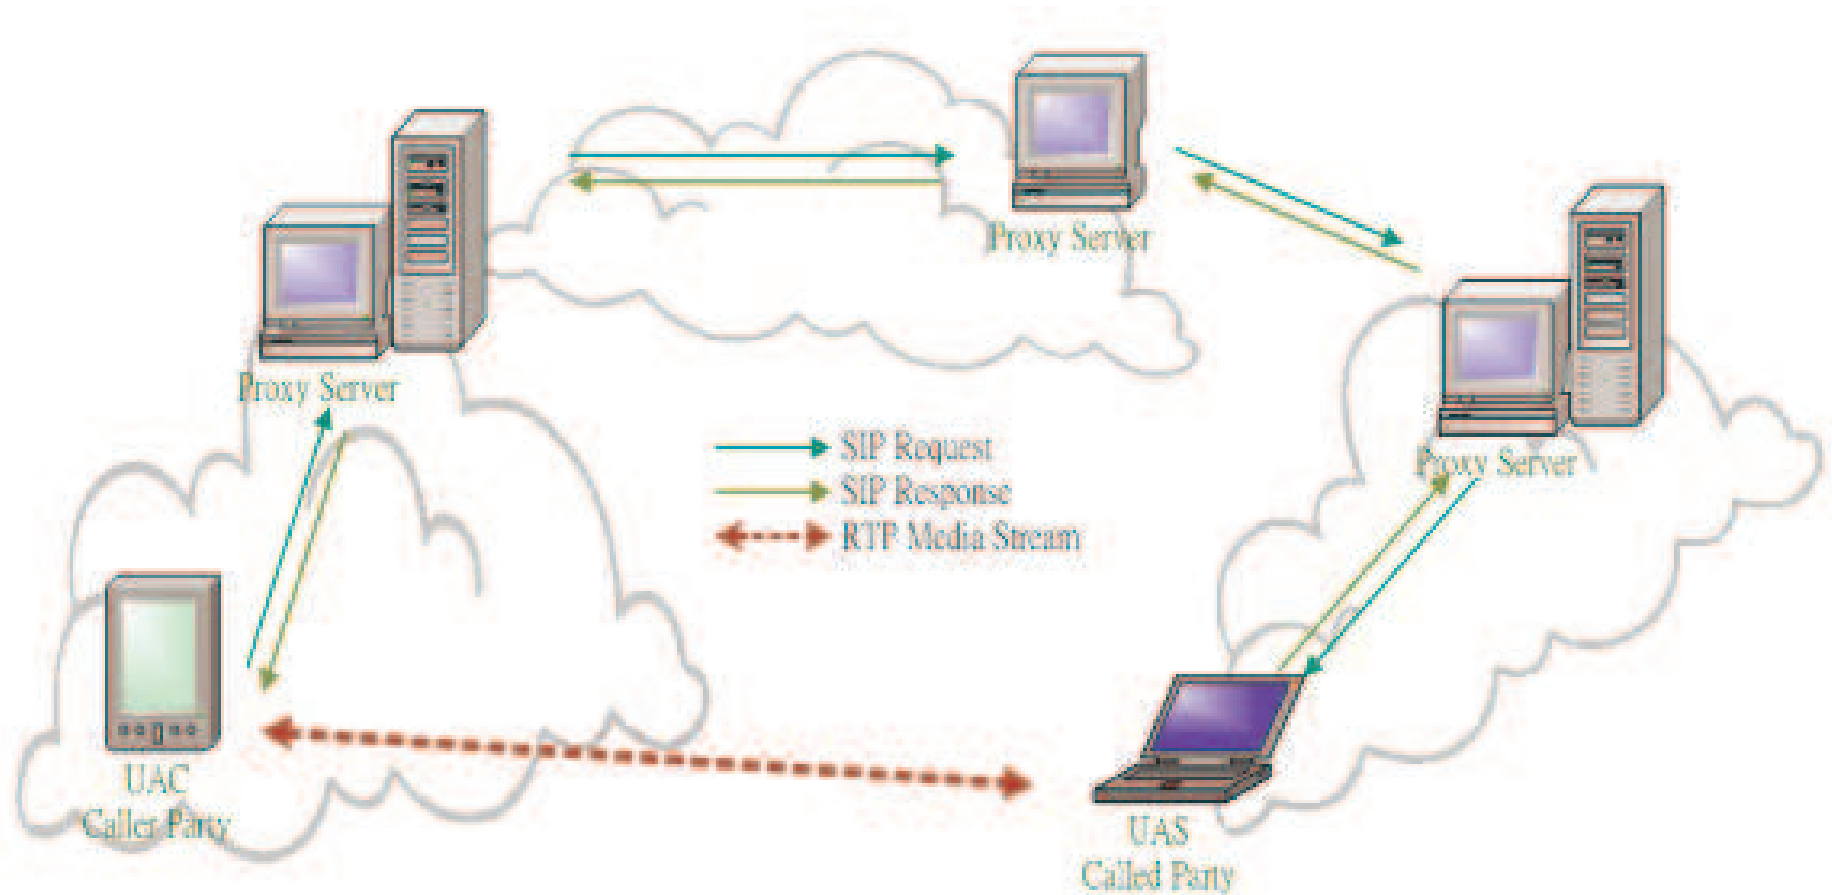 Proxy Server
Proxy Server
Proxy Server
SIP Request
SIP Response
RTP Media Stream
UAC
Caller Party
UAS
Called Party